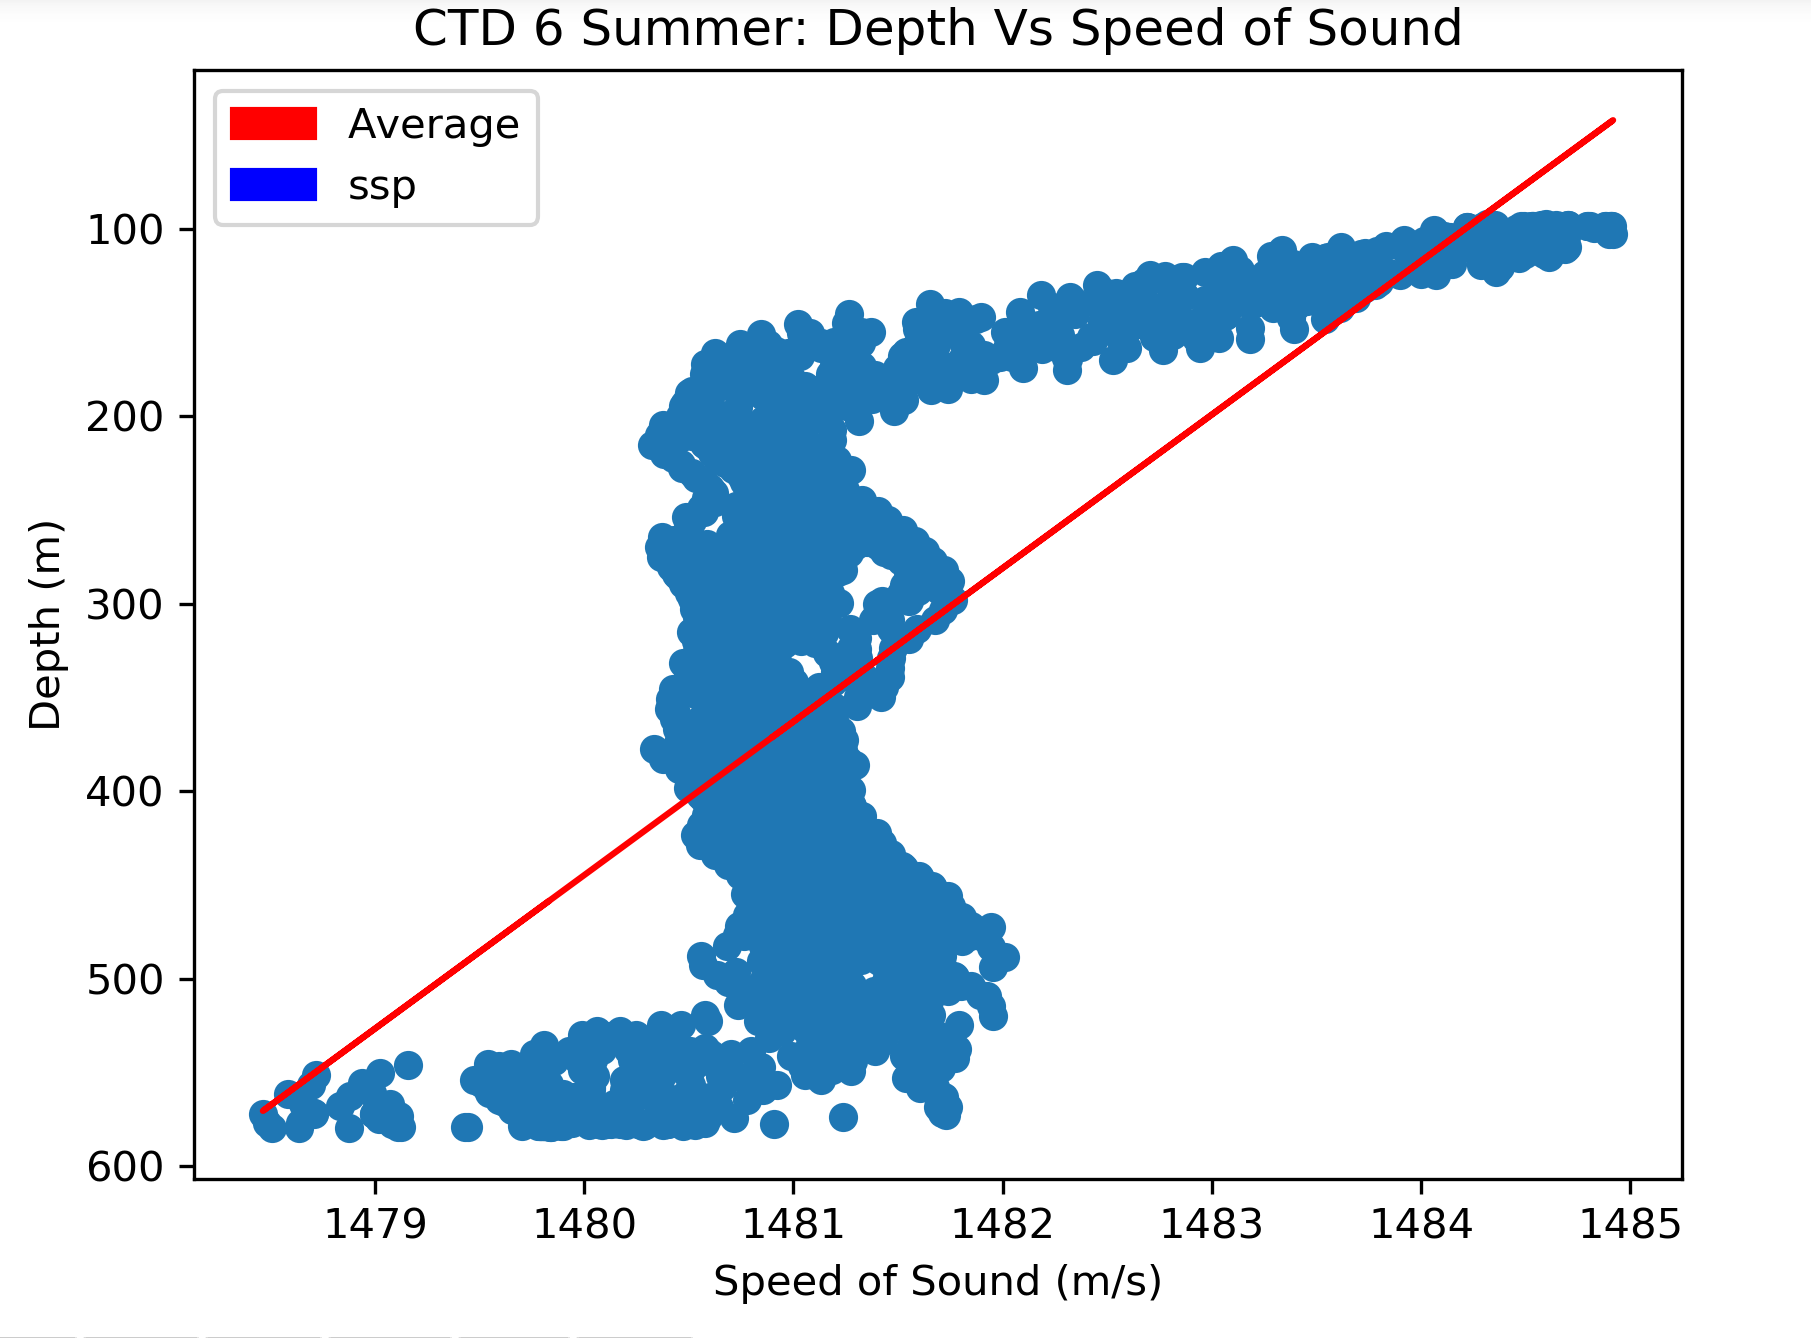 CTD 6 Summer: Depth Vs Speed of Sound
Average
ssp
100
200
300
400
500
600
Depth (m)
1479 1480 1481 1482 1483 1484 1485
Speed of Sound (m/s)